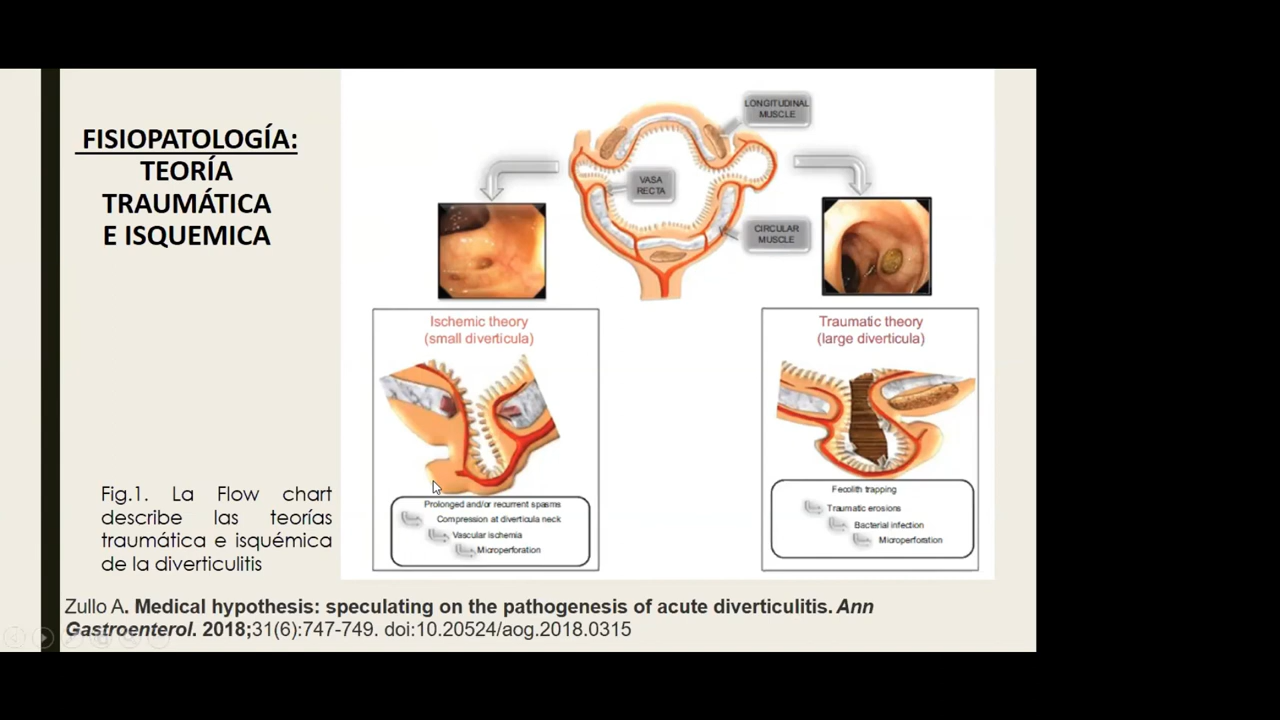 FISIOPATOLOGÍA:
TEORÍA
TRAUMÁTICA
E ISQUEMICA
LONGITUDINAL
MUSCLE
VASA
RECTA
CIRCULAR
MUSCLE
Ischemic theory
(small diverticula)
Prolonged and/or recurrent spasms
Compression at diverticula neck
Vascular ischemia
Microperforation
Traumatic theory
(large diverticula)
Fecolith trapping
Traumatic erosions
Bacterial infection
Microperforation
Fig.1. La Flow chart
describe las teorías
traumática e isquémica
de la diverticulitis
Zullo A. Medical hypothesis: speculating on the pathogenesis of acute diverticulitis. Ann
Gastroenterol. 2018;31(6):747-749. doi:10.20524/aog.2018.0315